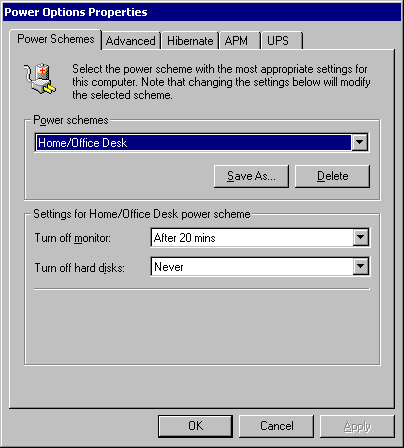 Power Options Properties
Power Schemes Advanced Hibernate APM UPS
Select the power scheme with the most appropriate settings for
this computer. Note that changing the settings below will modify
the selected scheme.
Power schemes
Home/Office Desk
Save As... Delete
Settings for Home/Office Desk power scheme
Turn off monitor: After 20 mins
Turn off hard disks: Never
OK Cancel Apply